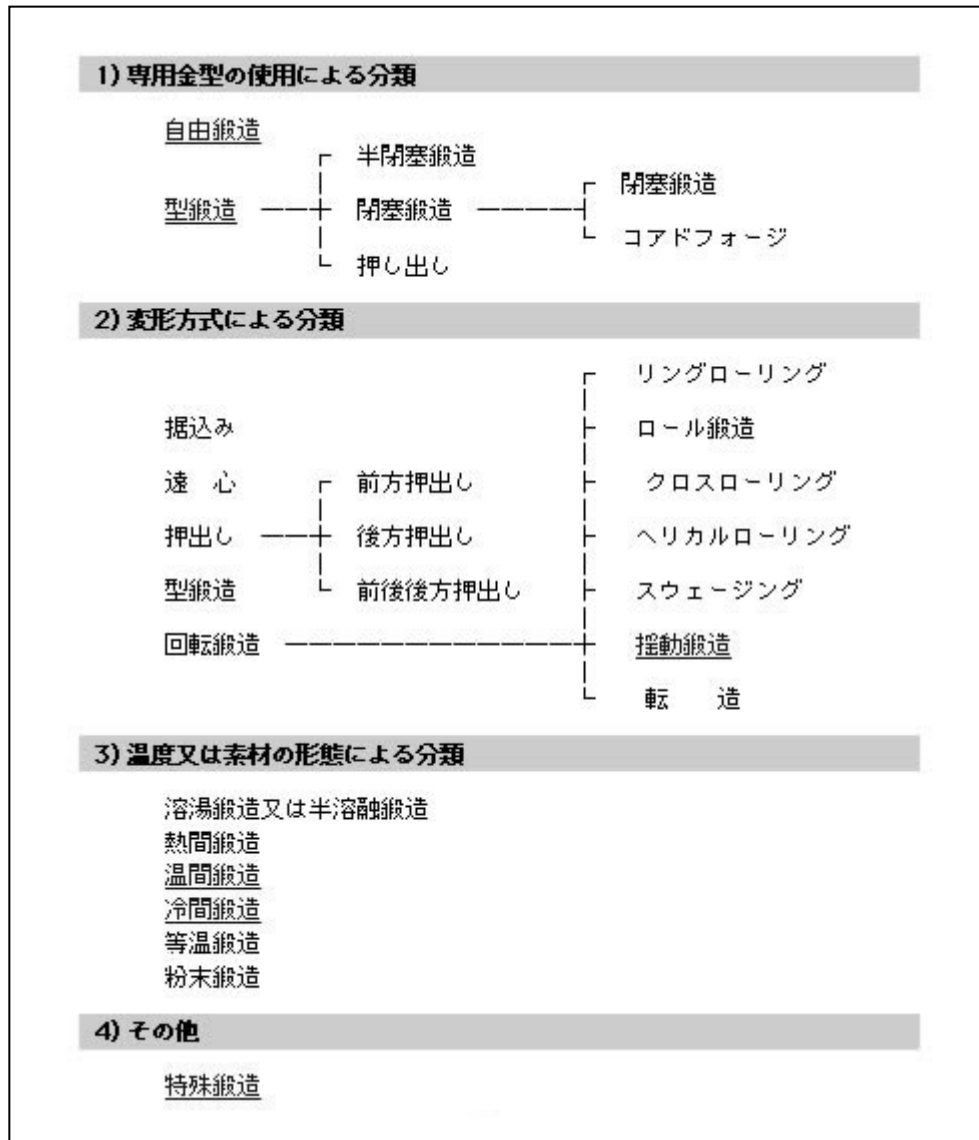 1) 専用金型の使用による分類
自由鍛造
半閉塞鍛造
閉塞鍛造
型鍛造
閉塞鍛造
コアドフォージ
押し出し
2) 変形方式による分類
リングローリング
据込み
ロール鍛造
遠 心
前方押出し
クロスローリング
押出し
後方押出し
ヘリカルローリング
型鍛造
前後後方押出し
スウェージング
回転鍛造
揺動鍛造
転 造
3) 温度又は素材の形態による分類
溶湯鍛造又は半溶融鍛造
熱間鍛造
温間鍛造
冷間鍛造
等温鍛造
粉末鍛造
4) その他
特殊鍛造